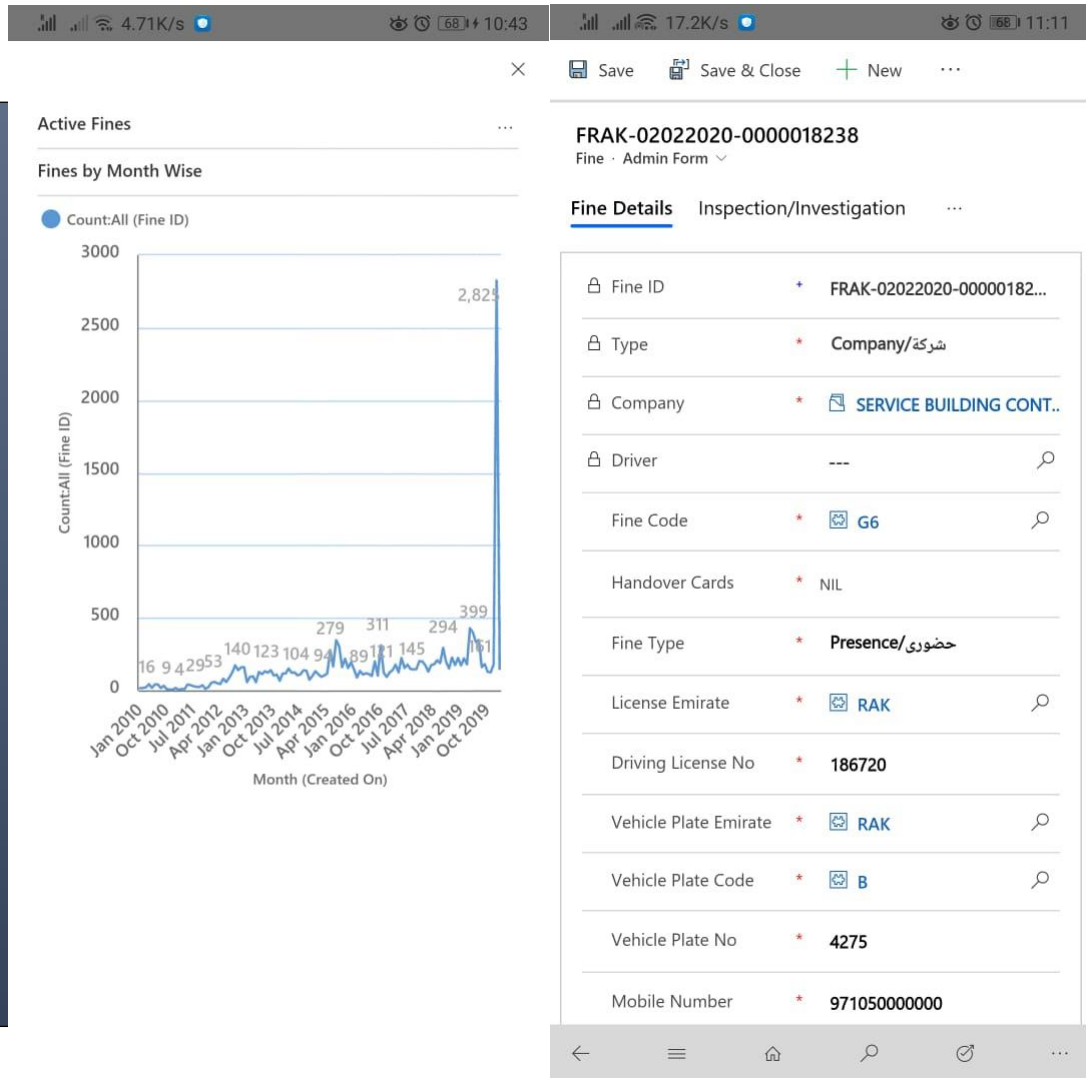 4.71K/s 68 10:43
Active Fines ...
Fines by Month Wise
Count:All (Fine ID)
3000
2500
2000
1500
1000
500
0
Count:All (Fine ID)
2,825
16 9 4 29 53 140 123 104 94 279 89 311 121 145 294 399 161
Jan 2010 Oct 2010 Jul 2011 Apr 2012 Jan 2013 Oct 2013 Jul 2014 Apr 2015 Jan 2016 Oct 2016 Jul 2017 Apr 2018 Jan 2019 Oct 2019
Month (Created On)
17.2K/s 68 11:11
Save Save & Close New ...
FRAK-02022020-0000018238
Fine · Admin Form
Fine Details Inspection/Investigation ...
Fine ID + FRAK-02022020-00000182...
Type * Company/شركة
Company * SERVICE BUILDING CONT..
Driver ---
Fine Code * G6
Handover Cards * NIL
Fine Type * Presence/حضوری
License Emirate * RAK
Driving License No * 186720
Vehicle Plate Emirate * RAK
Vehicle Plate Code * B
Vehicle Plate No * 4275
Mobile Number * 971050000000
...